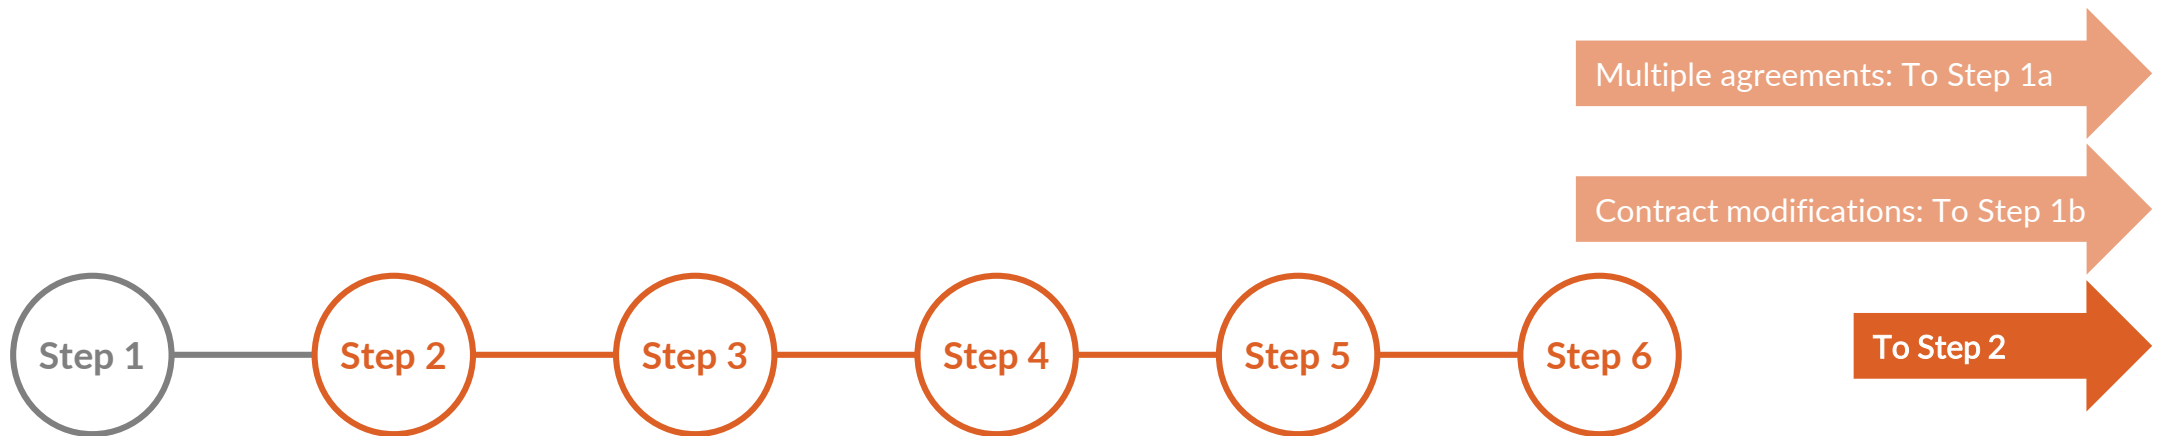 Multiple agreements: To Step 1a
Contract modifications: To Step 1b
Step 1
Step 2
Step 3
Step 4
Step 5
Step 6
To Step 2